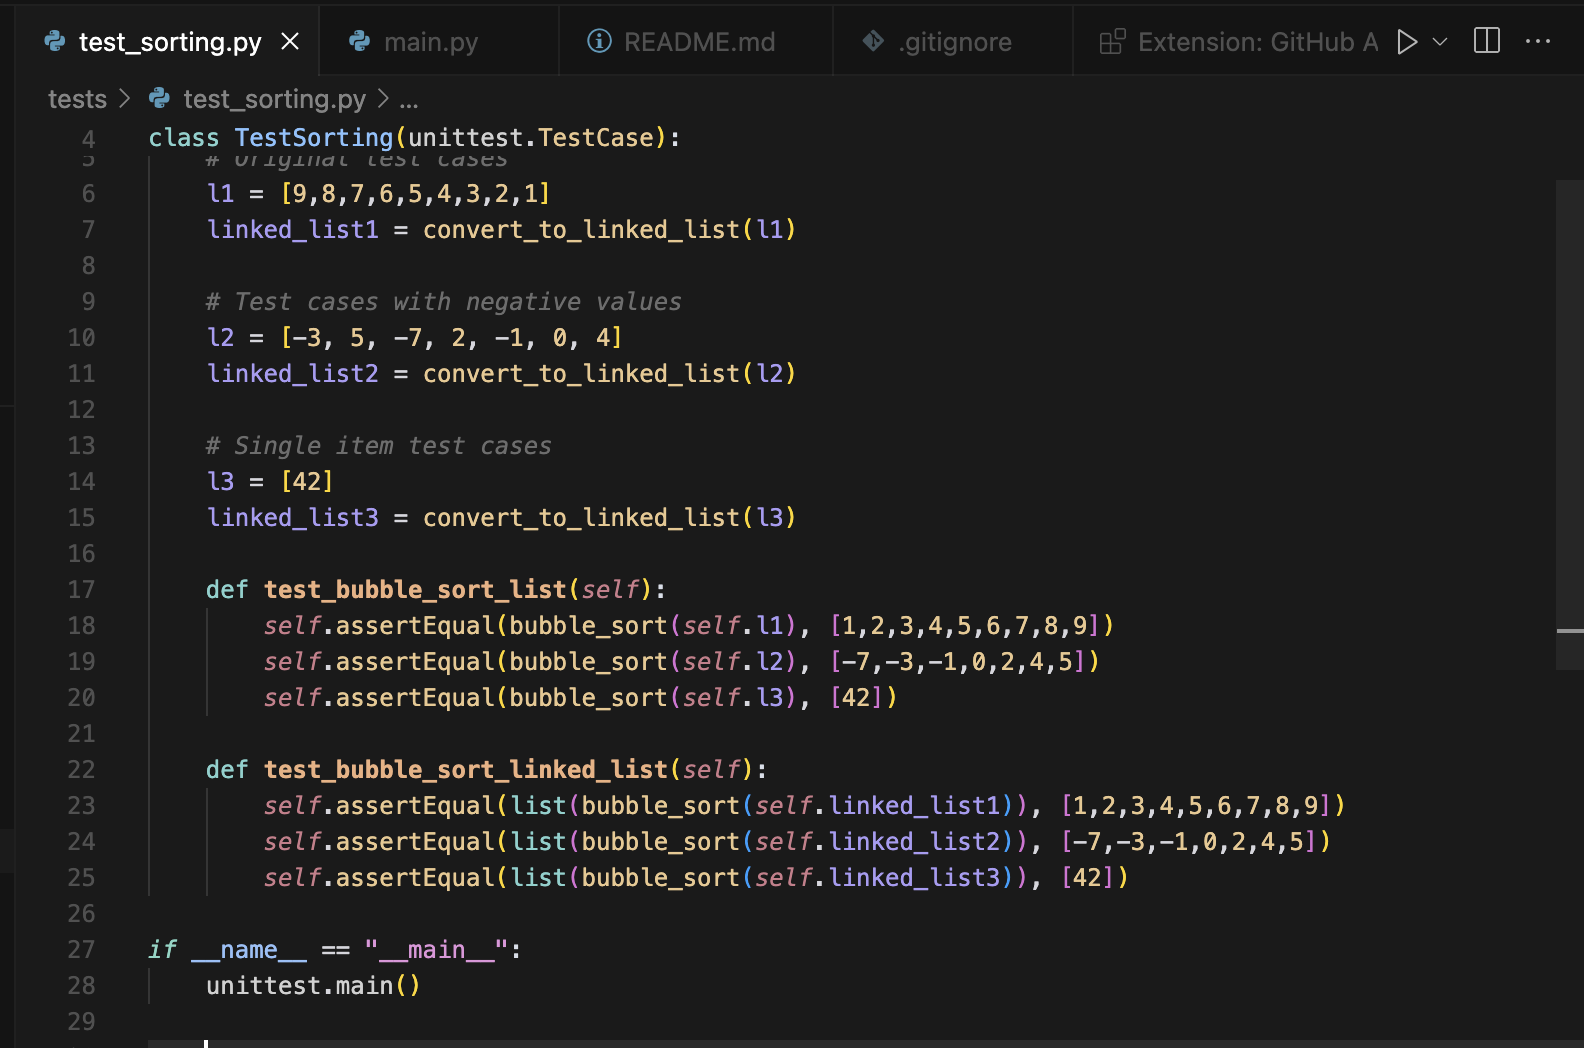 test_sorting.py
main.py
README.md
.gitignore
Extension: GitHub A
tests > test_sorting.py > ...
4 class TestSorting(unittest.TestCase):
5 # Original test cases
6 l1 = [9,8,7,6,5,4,3,2,1]
7 linked_list1 = convert_to_linked_list(l1)
8
9 # Test cases with negative values
10 l2 = [-3, 5, -7, 2, -1, 0, 4]
11 linked_list2 = convert_to_linked_list(l2)
12
13 # Single item test cases
14 l3 = [42]
15 linked_list3 = convert_to_linked_list(l3)
16
17 def test_bubble_sort_list(self):
18 self.assertEqual(bubble_sort(self.l1), [1,2,3,4,5,6,7,8,9])
19 self.assertEqual(bubble_sort(self.l2), [-7,-3,-1,0,2,4,5])
20 self.assertEqual(bubble_sort(self.l3), [42])
21
22 def test_bubble_sort_linked_list(self):
23 self.assertEqual(list(bubble_sort(self.linked_list1)), [1,2,3,4,5,6,7,8,9])
24 self.assertEqual(list(bubble_sort(self.linked_list2)), [-7,-3,-1,0,2,4,5])
25 self.assertEqual(list(bubble_sort(self.linked_list3)), [42])
26
27 if __name__ == "__main__":
28 unittest.main()
29